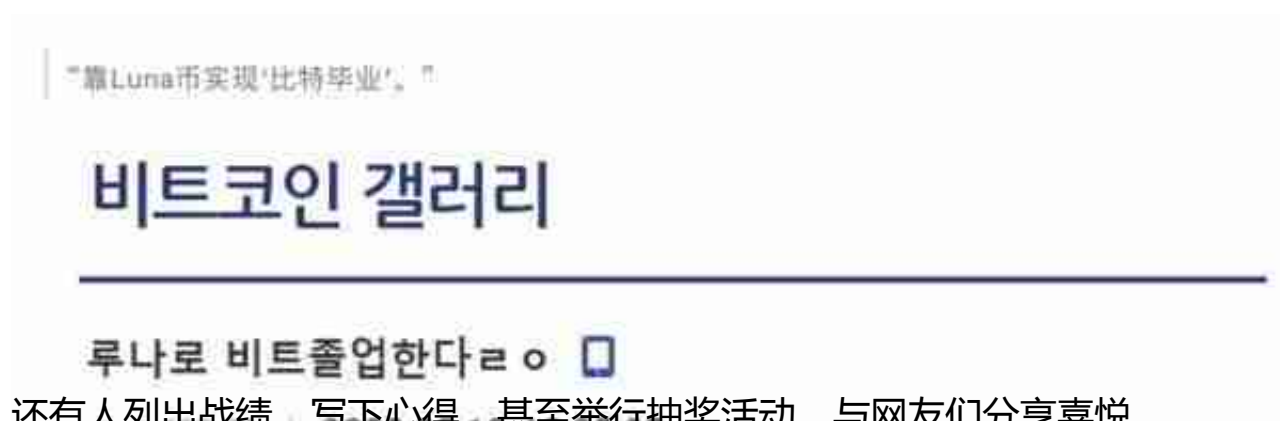 "靠Luna币实现'比特毕业'。"
비트코인 갤러리
루나로 비트졸업한다ㄹㅇ
还有人列出战绩、写下心得，甚至举行抽奖活动，与网友们分享喜悦